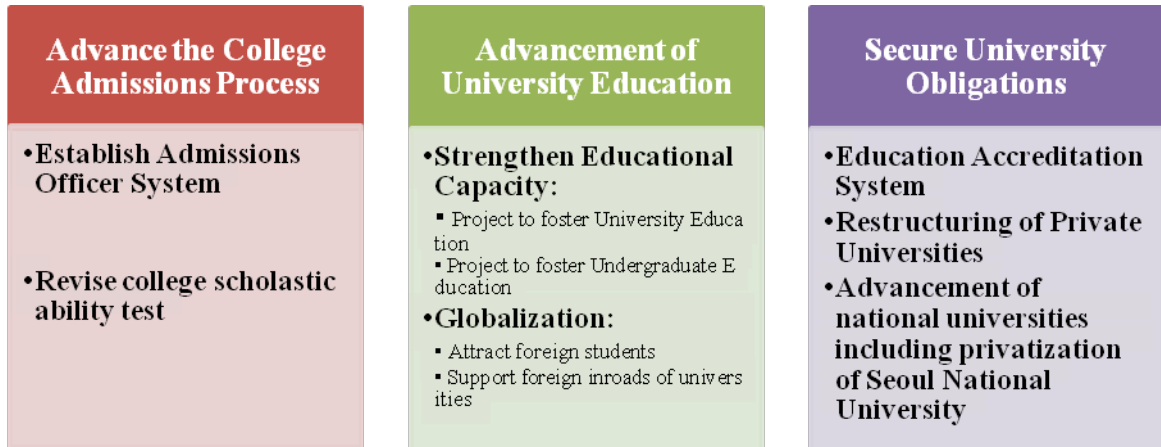 Advance the College
Admissions Process
•Establish Admissions
Officer System
•Revise college scholastic
ability test
Advancement of
University Education
•Strengthen Educational
Capacity:
▪ Project to foster University Educa
tion
▪ Project to foster Undergraduate E
ducation
•Globalization:
▪ Attract foreign students
▪ Support foreign inroads of univers
ities
Secure University
Obligations
•Education Accreditation
System
•Restructuring of Private
Universities
•Advancement of
national universities
including privatization
of Seoul National
University